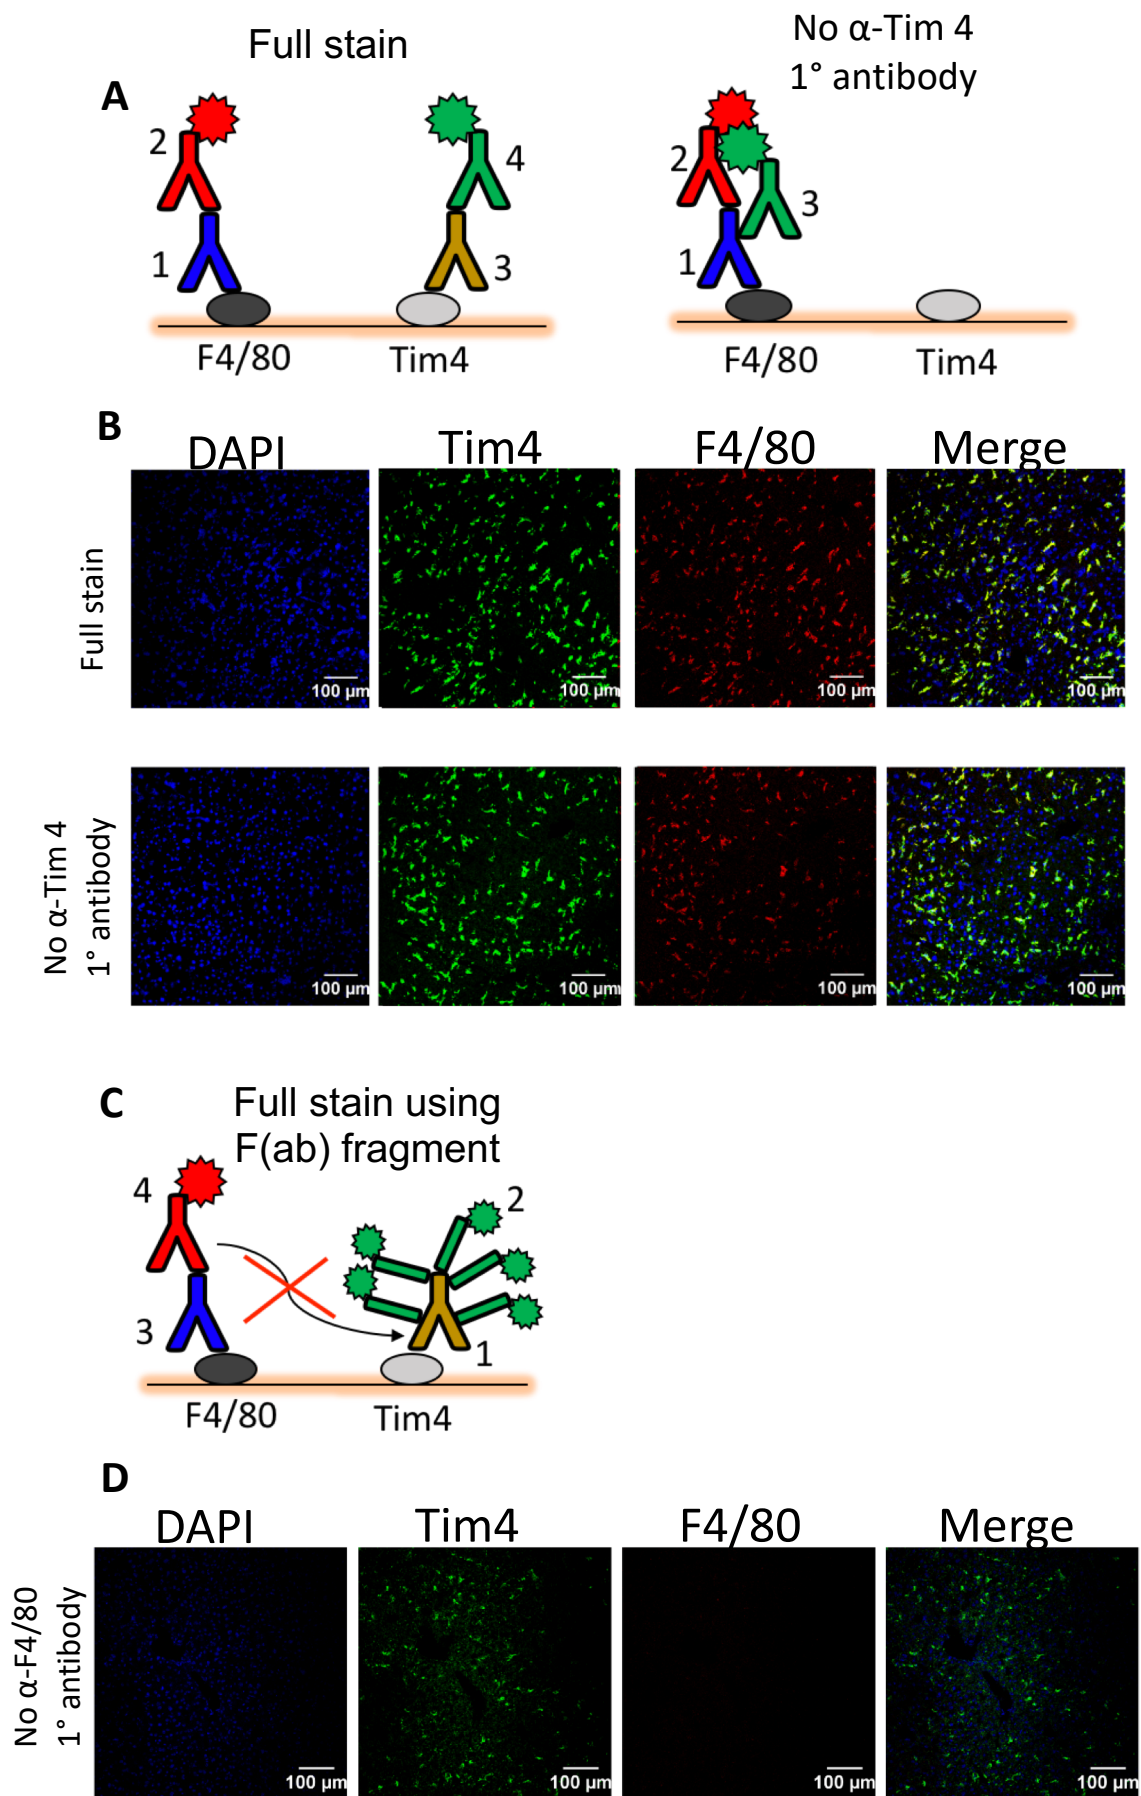 Full stain
No α-Tim 4
1° antibody
A
2
4
1
3
F4/80
Tim4
2
3
1
F4/80
Tim4
B
DAPI
Tim4
F4/80
Merge
Full stain
100 µm
100 µm
100 µm
100 µm
No α-Tim 4
1° antibody
100 µm
100 µm
100 µm
100 µm
C
Full stain using
F(ab) fragment
4
2
3
1
F4/80
Tim4
D
DAPI
Tim4
F4/80
Merge
No α-F4/80
1° antibody
100 µm
100 µm
100 µm
100 µm